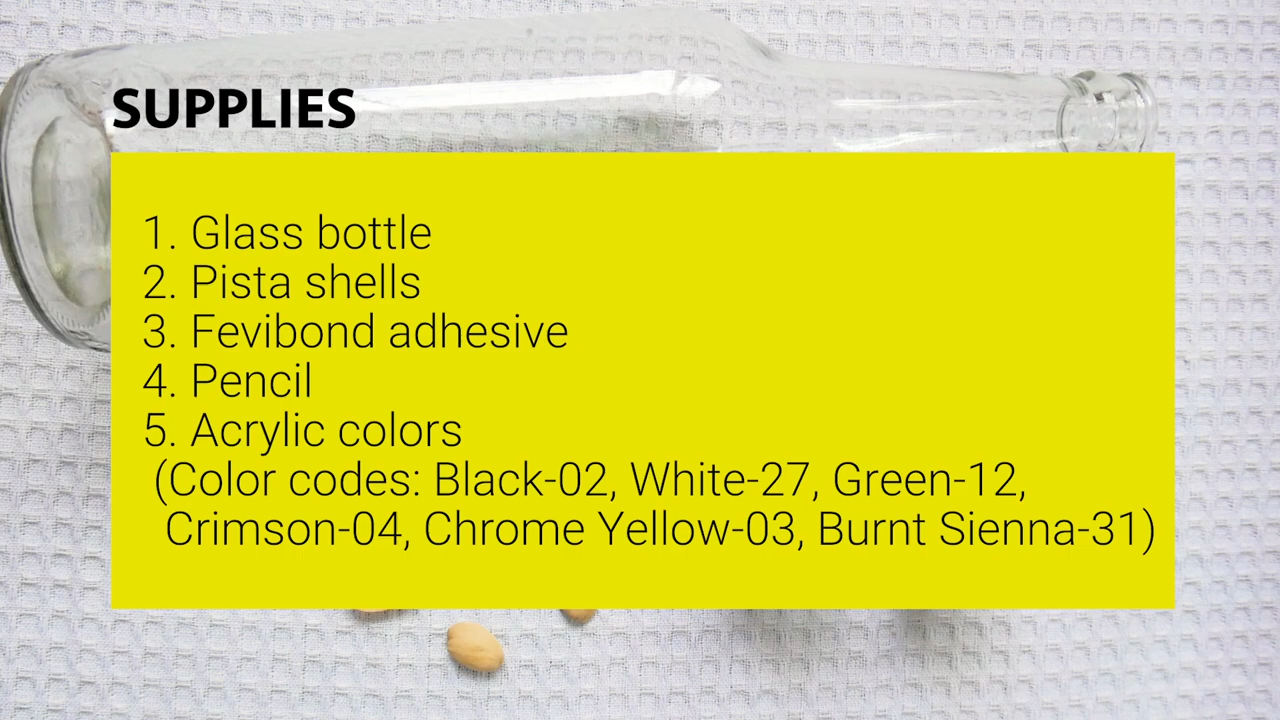 SUPPLIES
1. Glass bottle
2. Pista shells
3. Fevibond adhesive
4. Pencil
5. Acrylic colors
(Color codes: Black-02, White-27, Green-12,
Crimson-04, Chrome Yellow-03, Burnt Sienna-31)